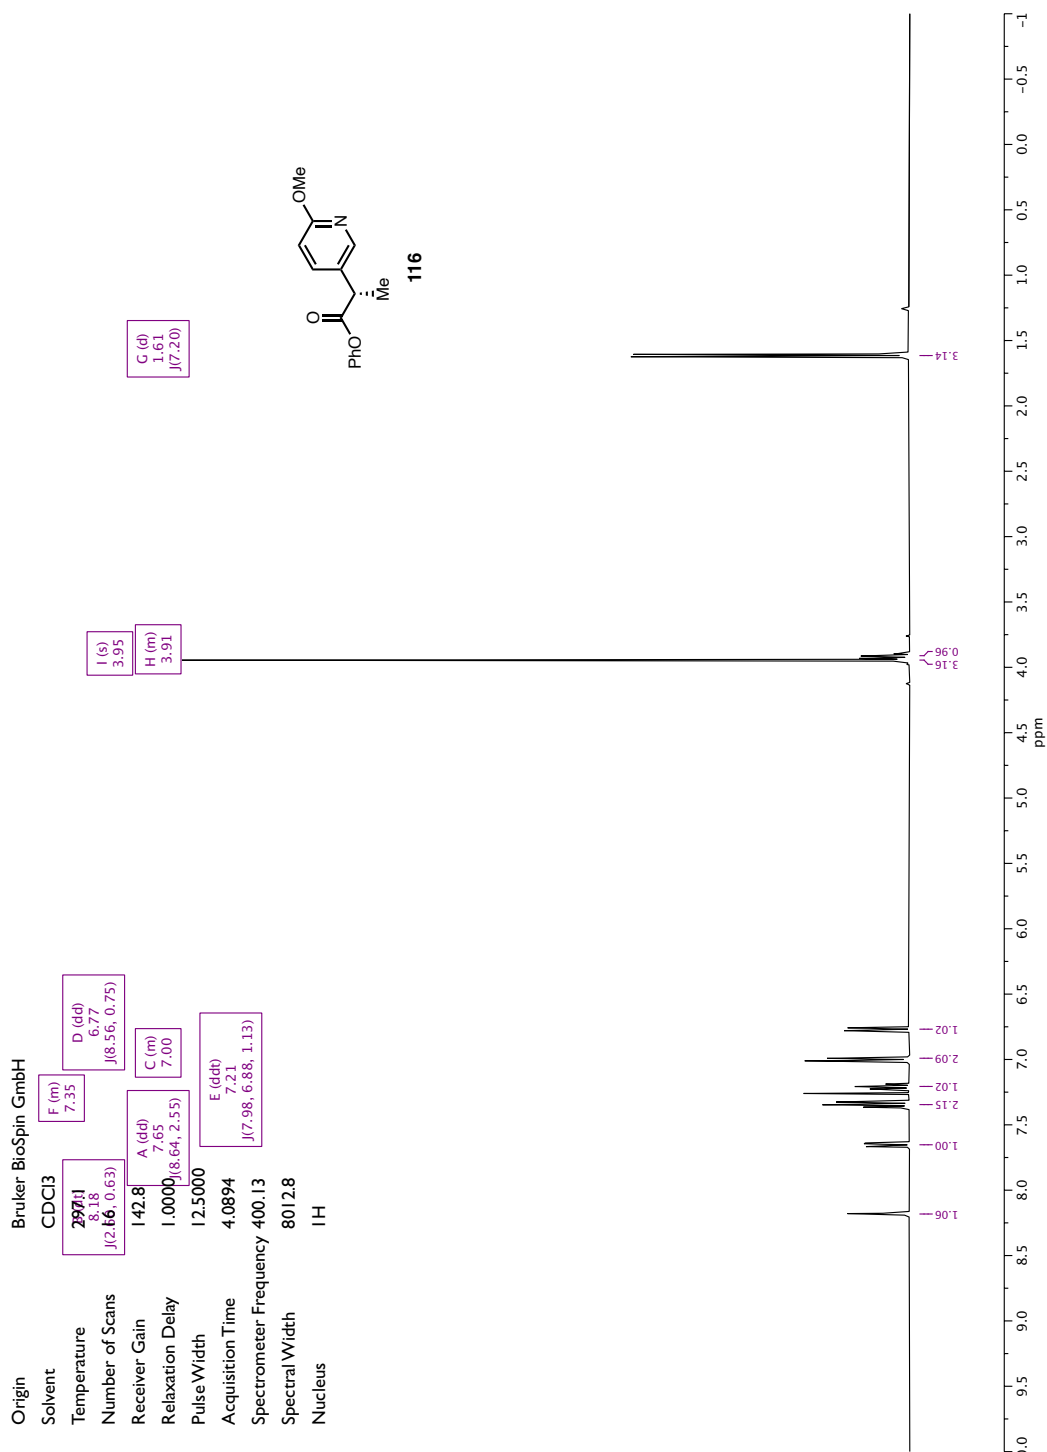 Origin Bruker BioSpin GmbH
Solvent CDCl3
Temperature 297.1
Number of Scans 16
Receiver Gain 142.8
Relaxation Delay 1.0000
Pulse Width 12.5000
Acquisition Time 4.0894
Spectrometer Frequency 400.13
Spectral Width 8012.8
Nucleus 1H
8.18
A (dd)
7.65
J(8.64, 2.55)
F (m)
7.35
E (ddt)
7.21
J(7.98, 6.88, 1.13)
C (m)
7.00
D (dd)
6.77
J(8.56, 0.75)
I (s)
3.95
H (m)
3.91
G (d)
1.61
J(7.20)
PhO
O
Me
N
OMe
116
1.06
1.00
2.15
1.02
2.09
1.02
3.16
0.96
3.14
9.5 9.0 8.5 8.0 7.5 7.0 6.5 6.0 5.5 5.0 4.5 4.0 3.5 3.0 2.5 2.0 1.5 1.0 0.5 0.0 -0.5 -1
ppm